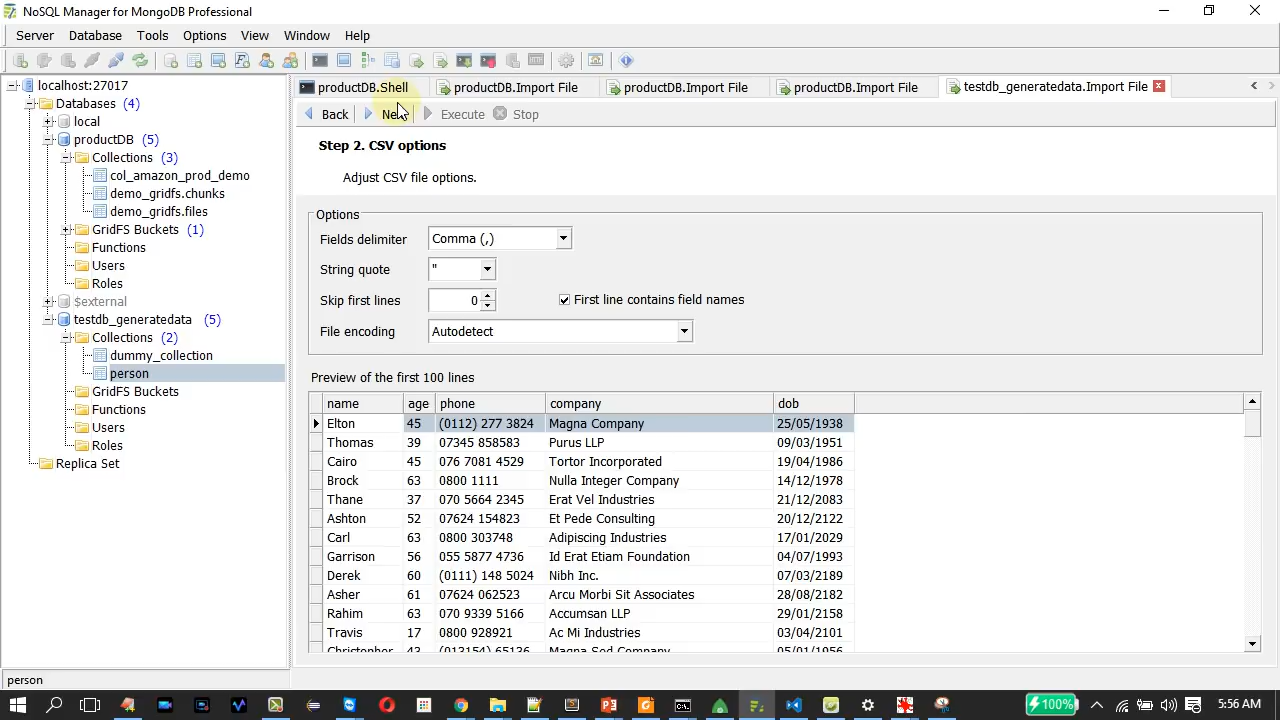 NoSQL Manager for MongoDB Professional
Server Database Tools Options View Window Help
localhost:27017
Databases (4)
local
productDB (5)
Collections (3)
col_amazon_prod_demo
demo_gridfs.chunks
demo_gridfs.files
GridFS Buckets (1)
Functions
Users
Roles
$external
testdb_generatedata (5)
Collections (2)
dummy_collection
person
GridFS Buckets
Functions
Users
Roles
Replica Set
productDB.Shell productDB.Import File productDB.Import File productDB.Import File testdb_generatedata.Import File
Back Execute Stop
Step 2. CSV options
Adjust CSV file options.
Options
Fields delimiter Comma (,)
String quote "
Skip first lines 0 First line contains field names
File encoding Autodetect
Preview of the first 100 lines
name age phone company dob
Elton 45 (0112) 277 3824 Magna Company 25/05/1938
Thomas 39 07345 858583 Purus LLP 09/03/1951
Cairo 45 076 7081 4529 Tortor Incorporated 19/04/1986
Brock 63 0800 1111 Nulla Integer Company 14/12/1978
Thane 37 070 5664 2345 Erat Vel Industries 21/12/2083
Ashton 52 07624 154823 Et Pede Consulting 20/12/2122
Carl 63 0800 303748 Adipiscing Industries 17/01/2029
Garrison 56 055 5877 4736 Id Erat Etiam Foundation 04/07/1993
Derek 60 (0111) 148 5024 Nibh Inc. 07/03/2189
Asher 61 07624 062523 Arcu Morbi Sit Associates 28/08/2182
Rahim 63 070 9339 5166 Accumsan LLP 29/01/2158
Travis 17 0800 928921 Ac Mi Industries 03/04/2101
Christopher 43 (013154) 65136 Magna Sed Company 05/01/1956
person
100% 5:56 AM